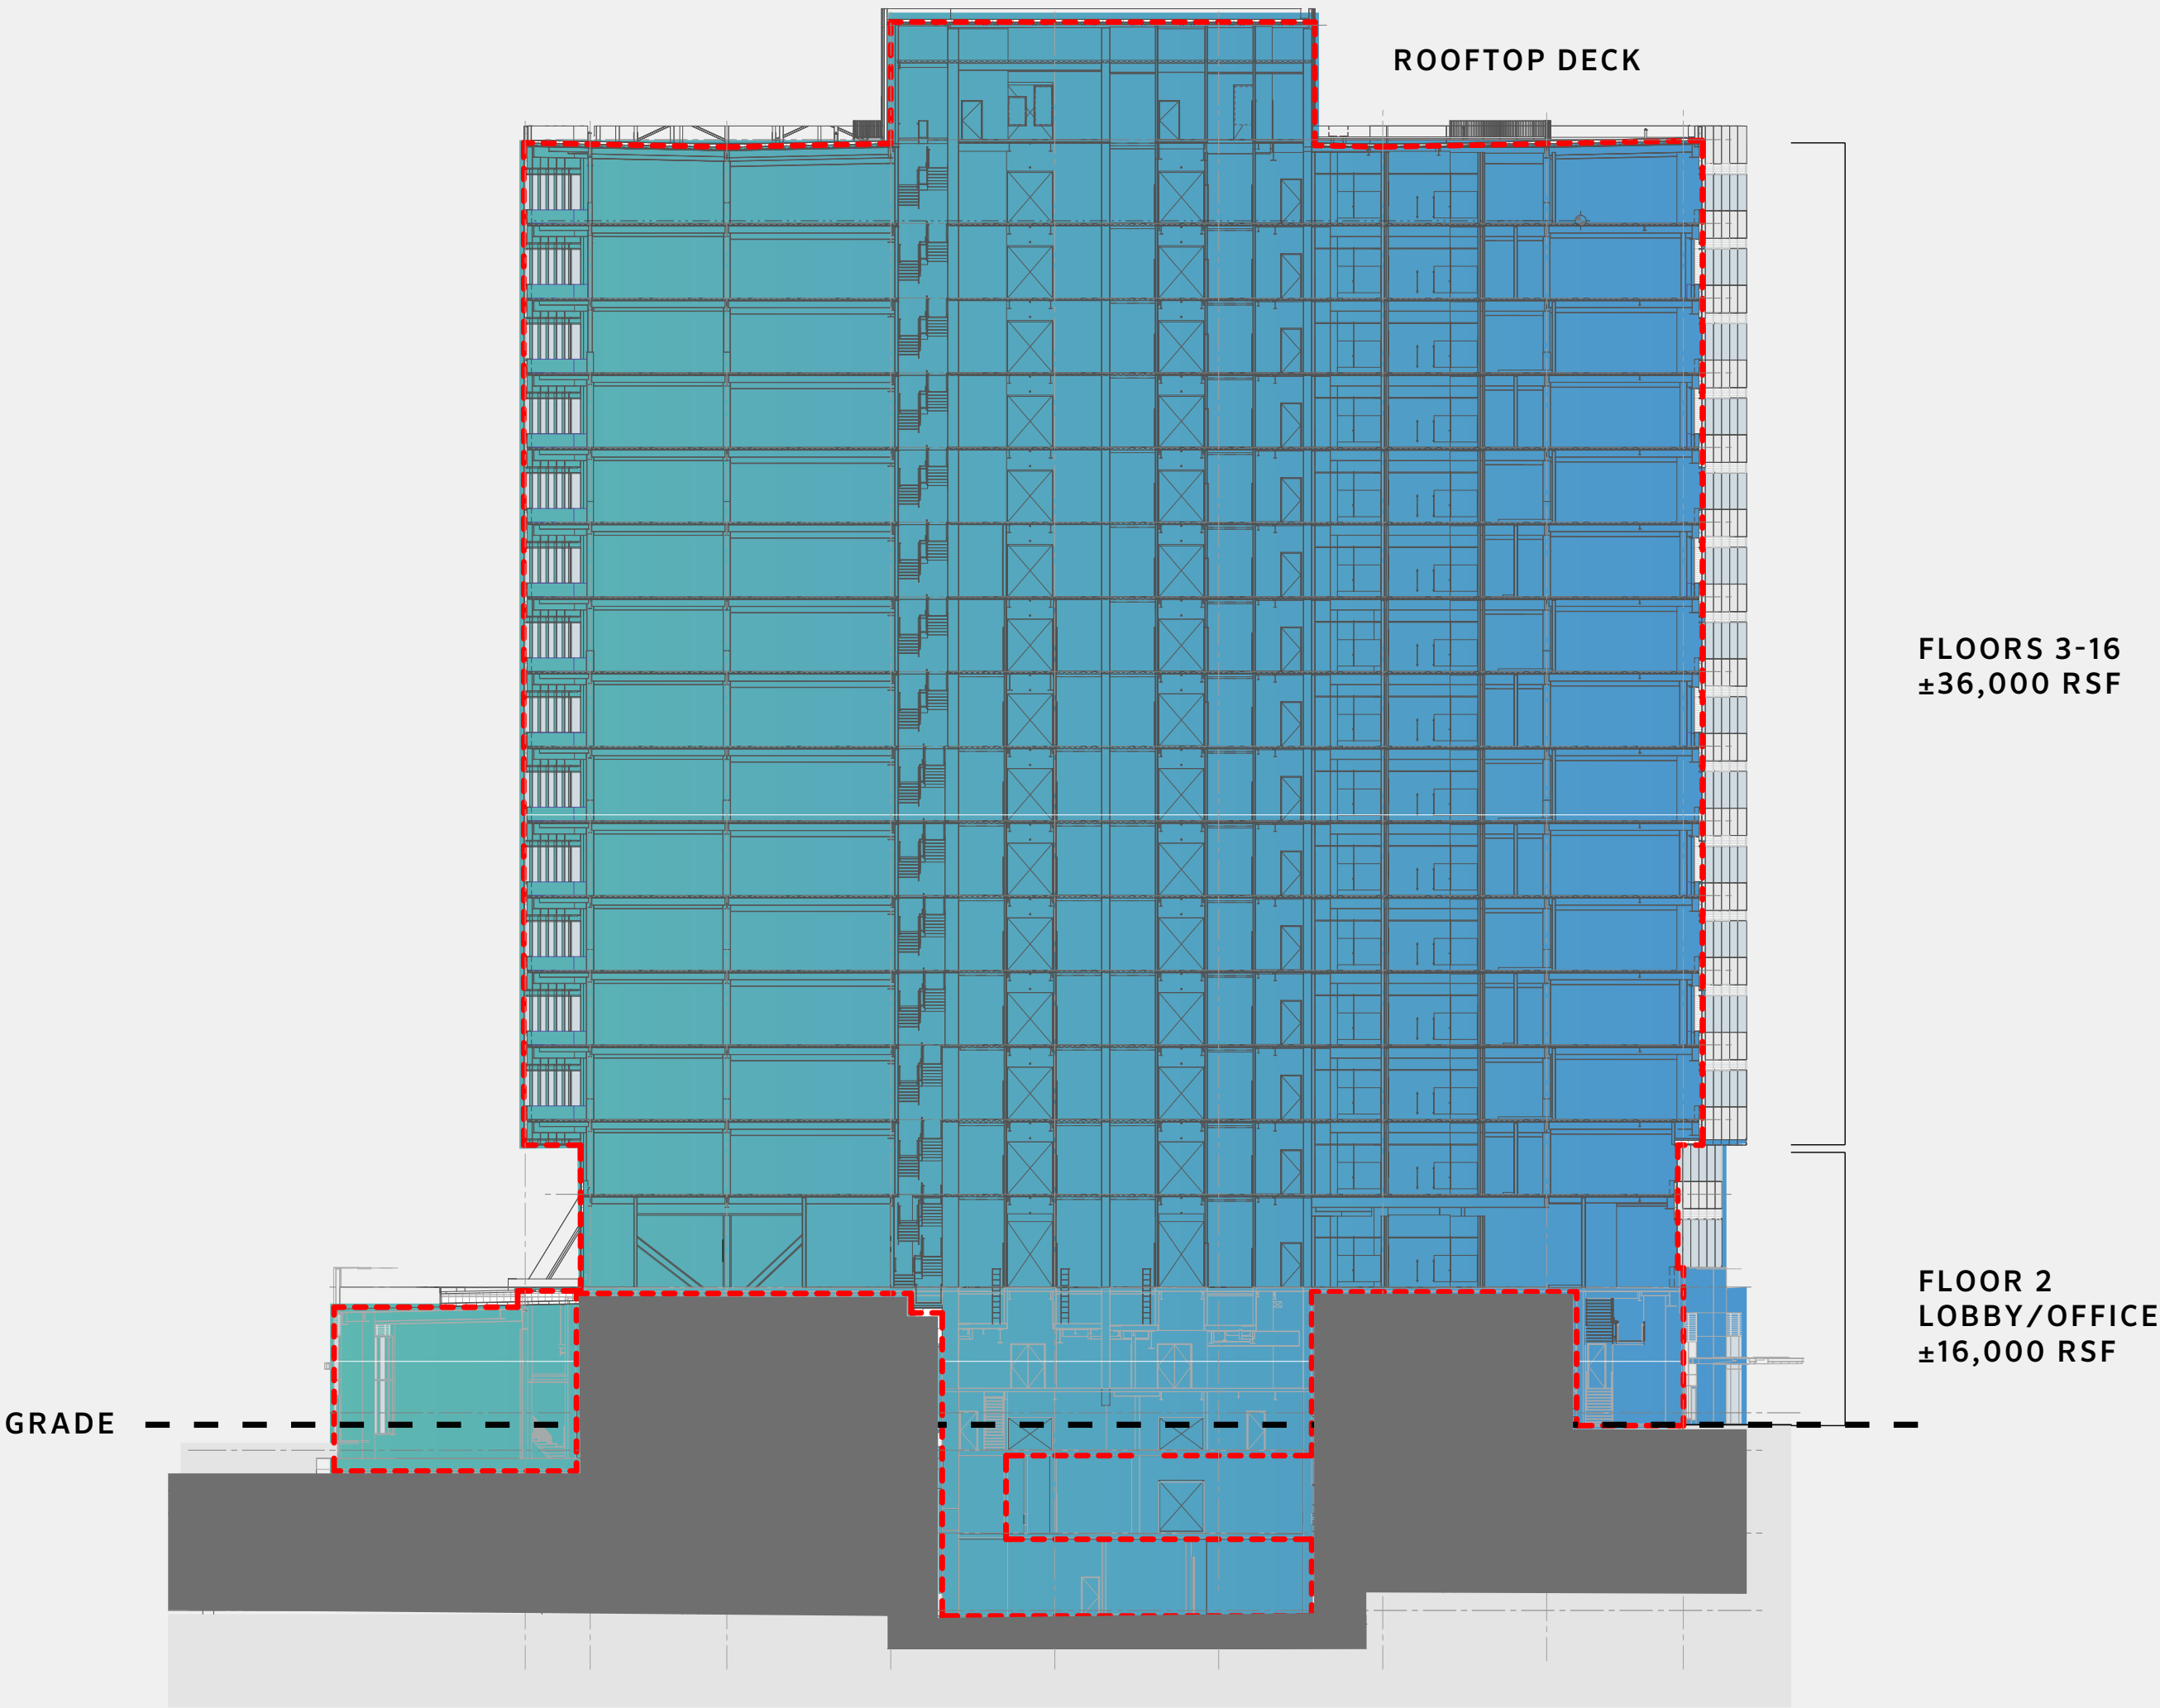 ROOFTOP DECK
FLOORS 3-16
±36,000 RSF
FLOOR 2
LOBBY/OFFICE
±16,000 RSF
GRADE